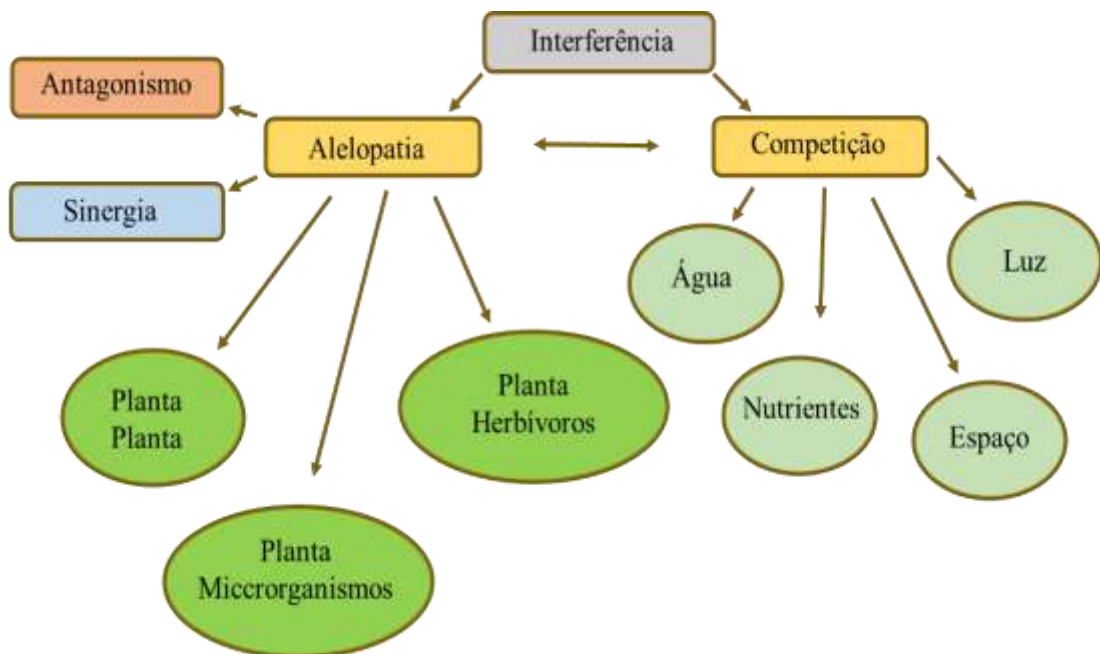 Interferência
Antagonismo
Alelopatia
Competição
Sinergia
Água
Luz
Planta
Planta
Planta
Herbívoros
Nutrientes
Espaço
Planta
Miccrorganismos